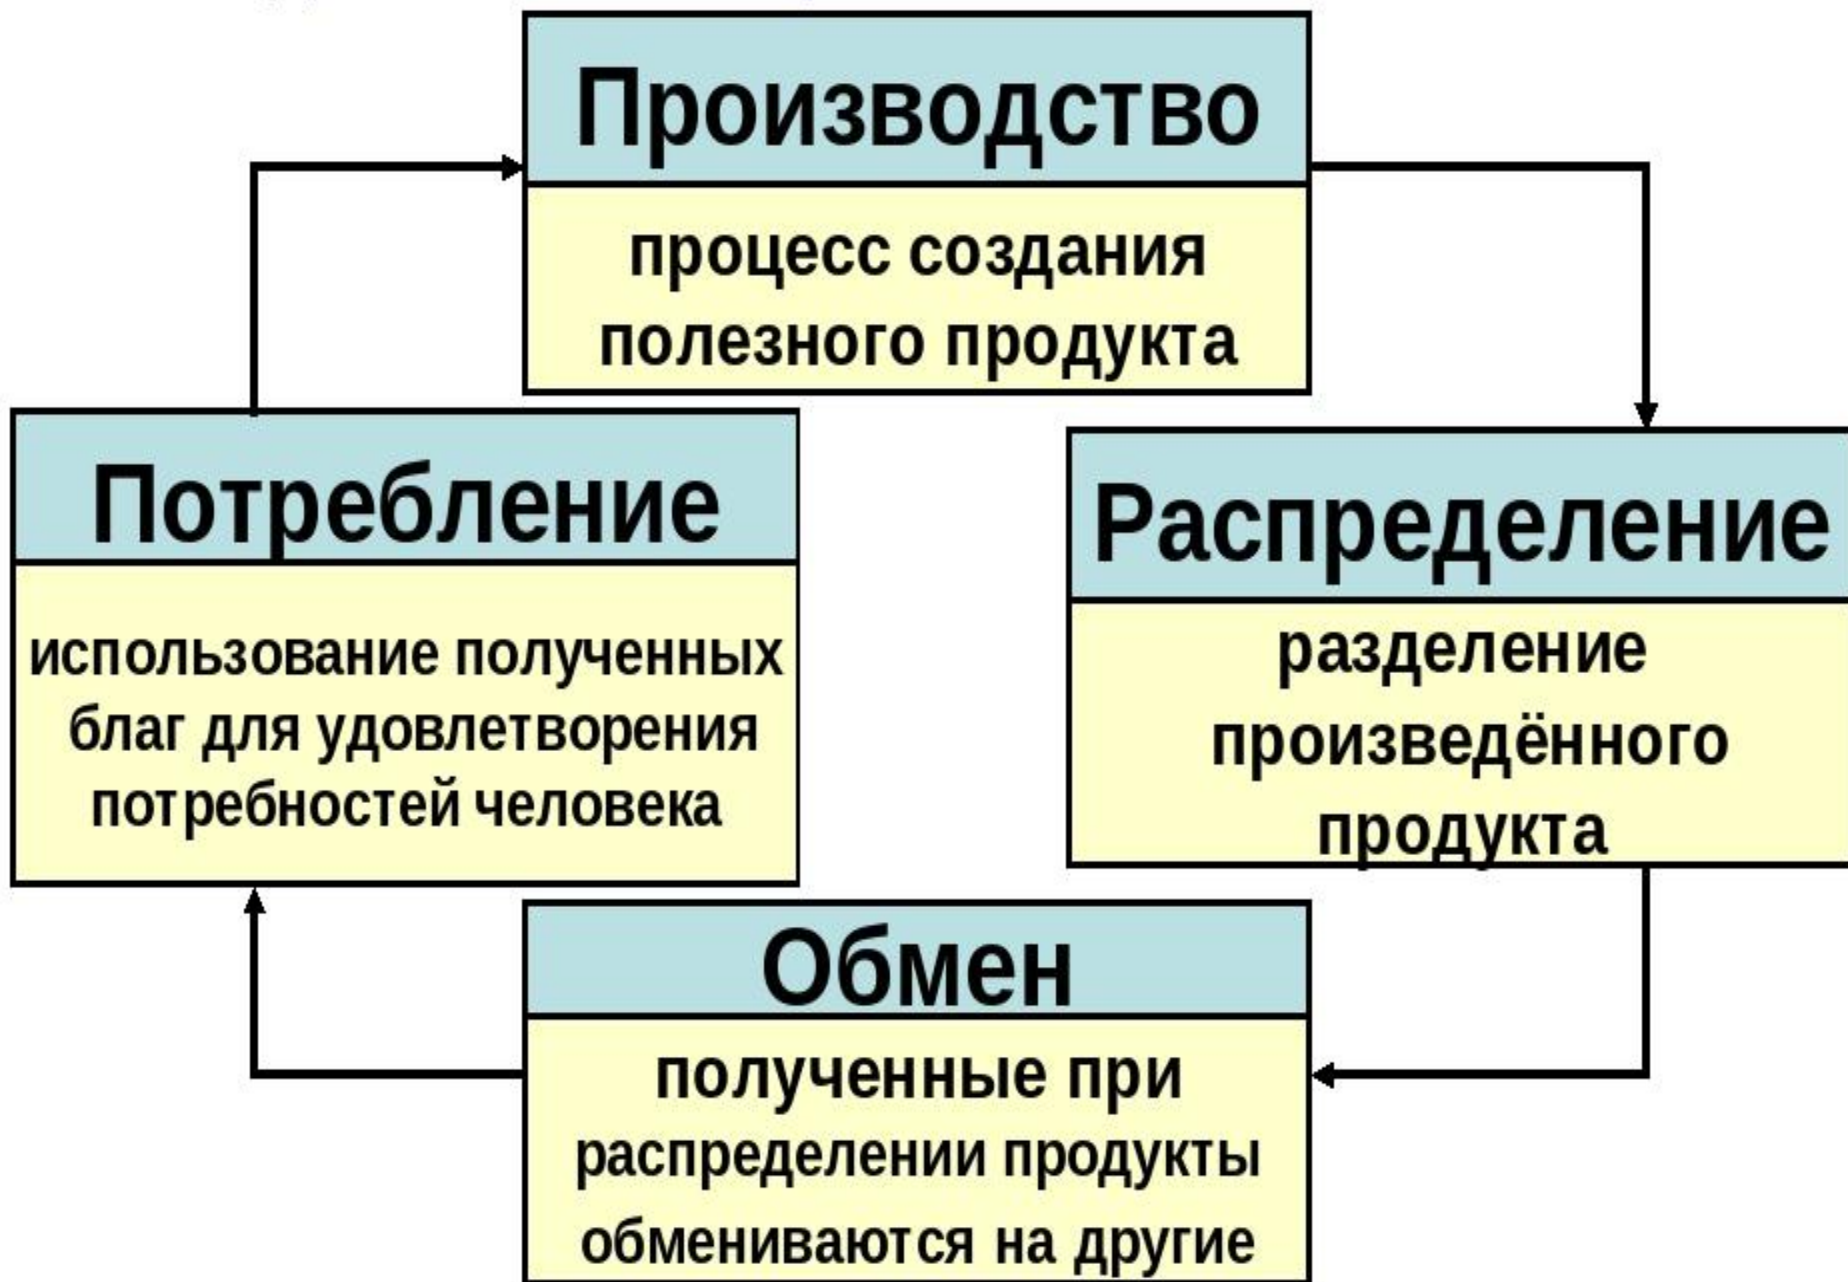 Производство
процесс создания
полезного продукта
Распределение
разделение
произведённого
продукта
Обмен
полученные при
распределении продукты
обмениваются на другие
Потребление
использование полученных
благ для удовлетворения
потребностей человека